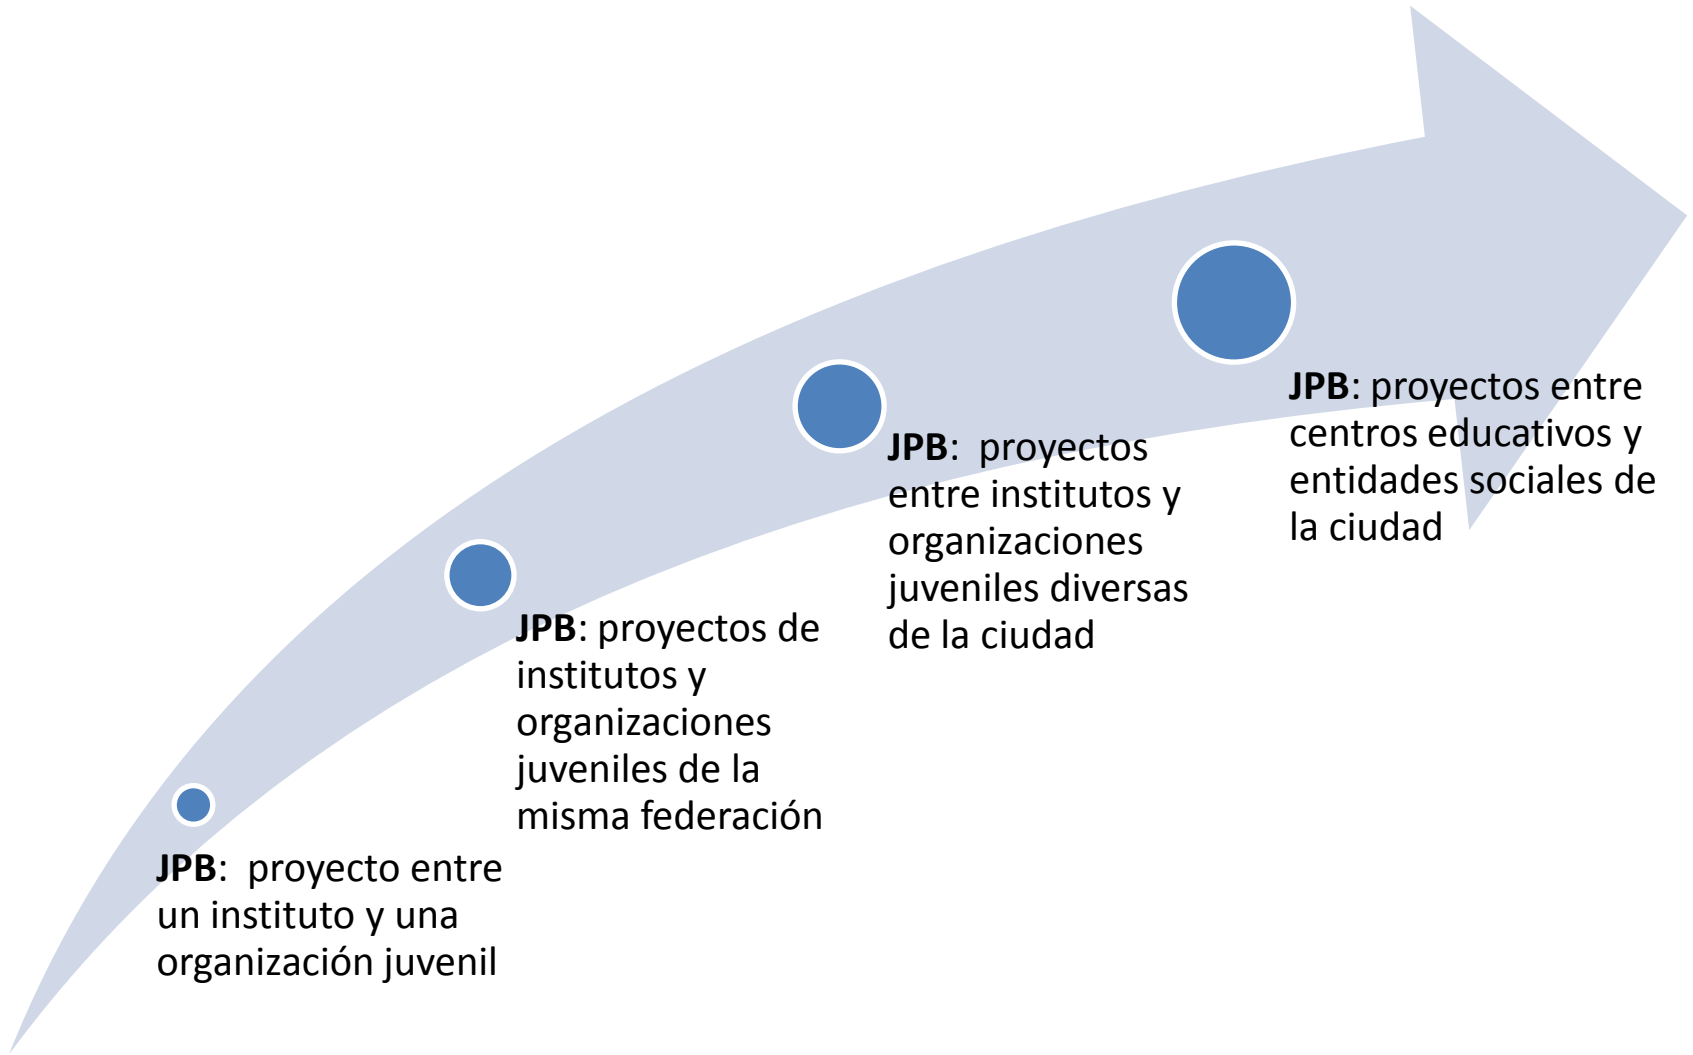 JPB: proyecto entre
un instituto y una
organización juvenil
JPB: proyectos de
institutos y
organizaciones
juveniles de la
misma federación
JPB: proyectos
entre institutos y
organizaciones
juveniles diversas
de la ciudad
JPB: proyectos entre
centros educativos y
entidades sociales de
la ciudad